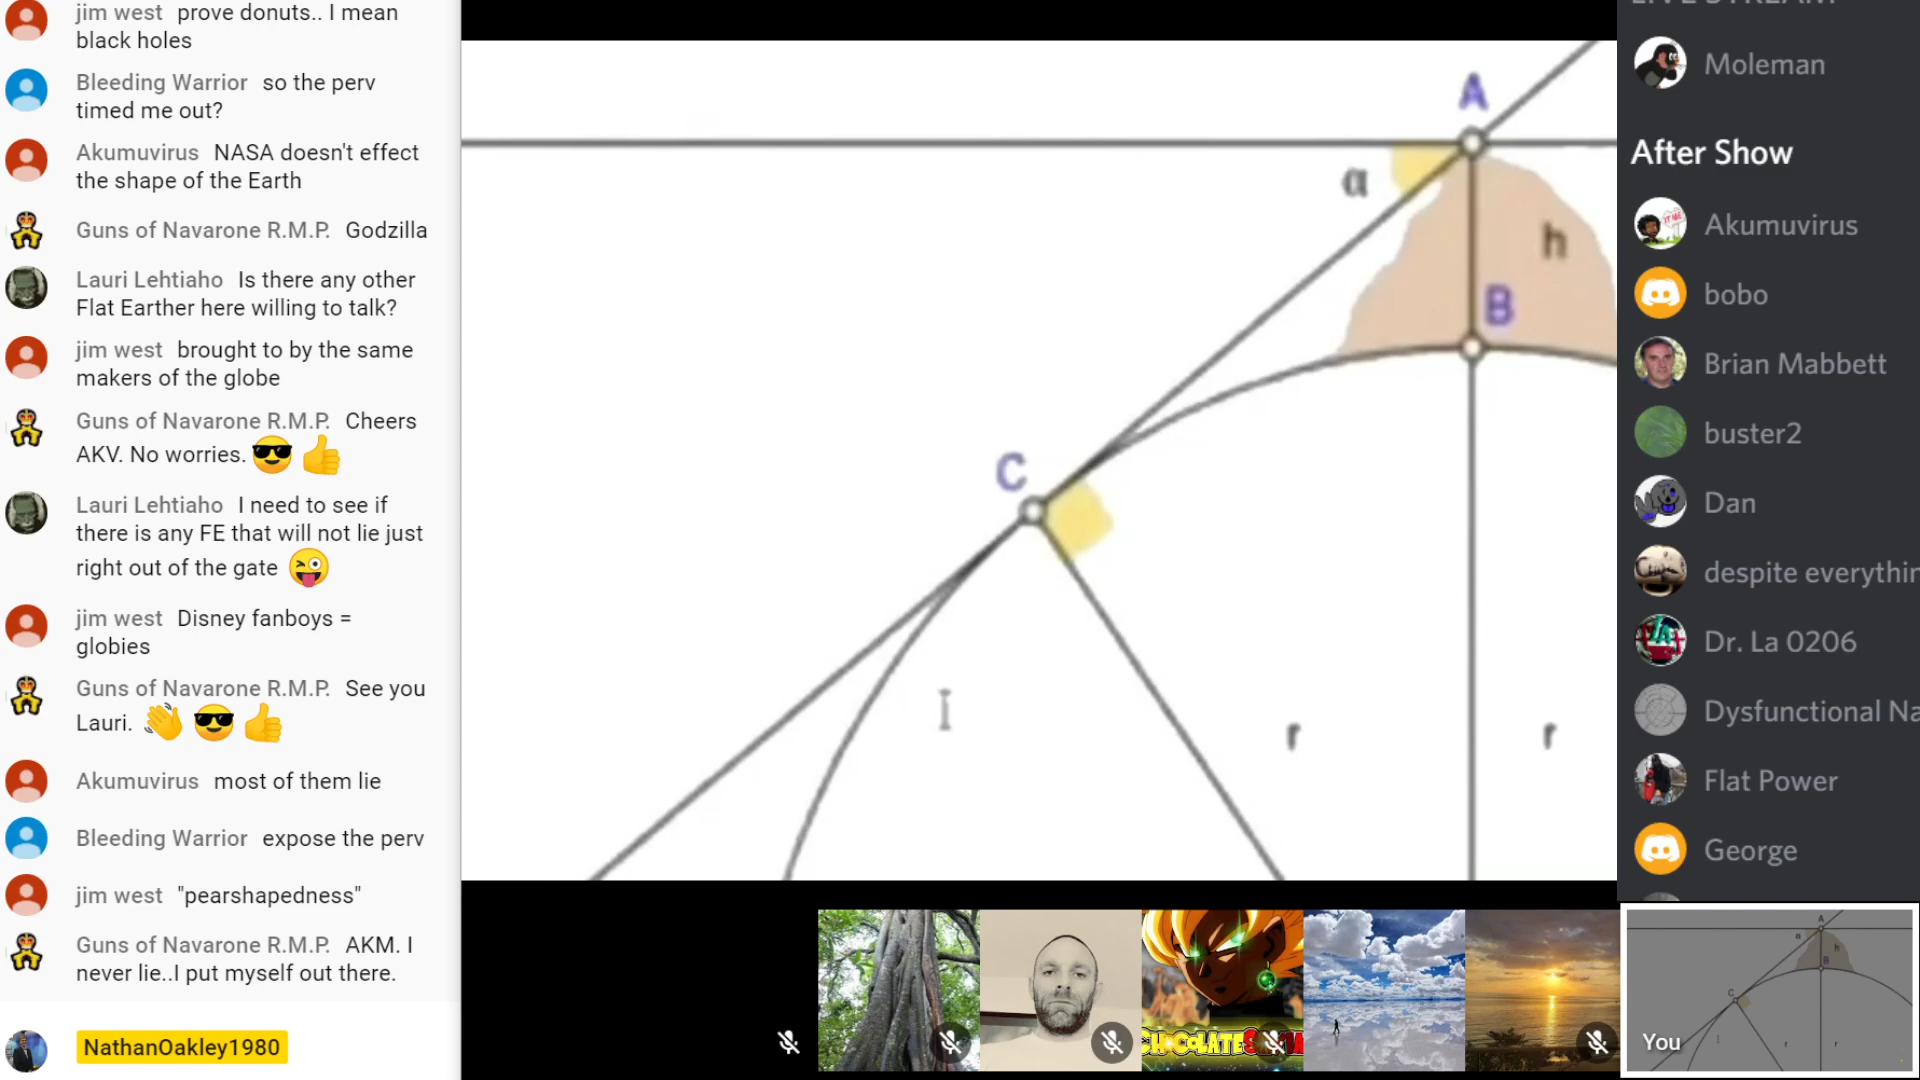 jim west prove donuts.. I mean
black holes
Bleeding Warrior so the perv
timed me out?
Akumuvirus NASA doesn't effect
the shape of the Earth
Guns of Navarone R.M.P. Godzilla
Lauri Lehtiaho Is there any other
Flat Earther here willing to talk?
jim west brought to by the same
makers of the globe
Guns of Navarone R.M.P. Cheers
AKV. No worries.
Lauri Lehtiaho I need to see if
there is any FE that will not lie just
right out of the gate
jim west Disney fanboys =
globies
Guns of Navarone R.M.P. See you
Lauri.
Akumuvirus most of them lie
Bleeding Warrior expose the perv
jim west "pearshapedness"
Guns of Navarone R.M.P. AKM. I
never lie..I put myself out there.
NathanOakley1980
A
α
h
B
C
I
r
r
LIVE STREAM!
Moleman
After Show
Akumuvirus
bobo
Brian Mabbett
buster2
Dan
despite everythin
Dr. La 0206
Dysfunctional Na
Flat Power
George
You
A
α
h
B
C
I
r
r